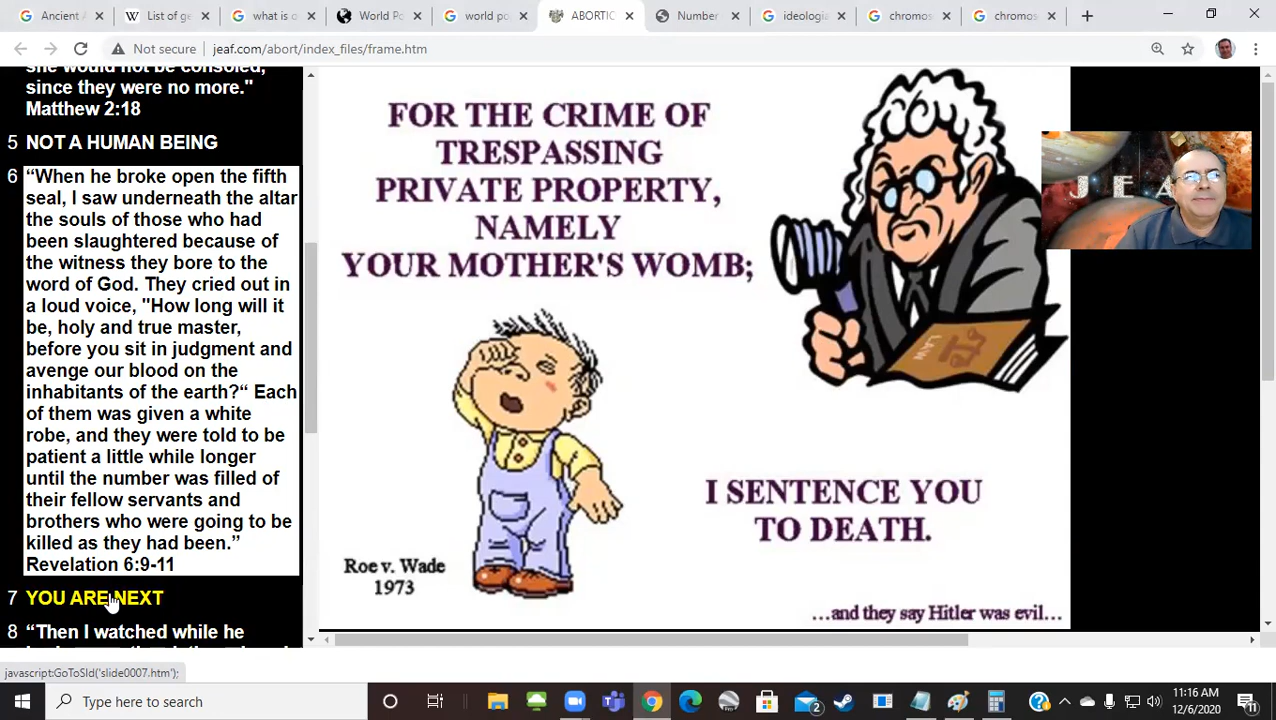 Ancient A
List of ge
what is
World Po
world po
ABORTIC
Number
ideologia
chromos
chromos
Not secure
jeaf.com/abort/index_files/frame.htm
she would not be consoled,
since they were no more."
Matthew 2:18
5 NOT A HUMAN BEING
6 “When he broke open the fifth
seal, I saw underneath the altar
the souls of those who had
been slaughtered because of
the witness they bore to the
word of God. They cried out in
a loud voice, "How long will it
be, holy and true master,
before you sit in judgment and
avenge our blood on the
inhabitants of the earth?“ Each
of them was given a white
robe, and they were told to be
patient a little while longer
until the number was filled of
their fellow servants and
brothers who were going to be
killed as they had been.”
Revelation 6:9-11
7 YOU ARE NEXT
8 “Then I watched while he
FOR THE CRIME OF
TRESPASSING
PRIVATE PROPERTY,
NAMELY
YOUR MOTHER'S WOMB;
LAW
J E A
I SENTENCE YOU
TO DEATH.
Roe v. Wade
1973
...and they say Hitler was evil...
javascript:GoToSld('slide0007.htm');
Type here to search
2
11:16 AM
12/6/2020
11